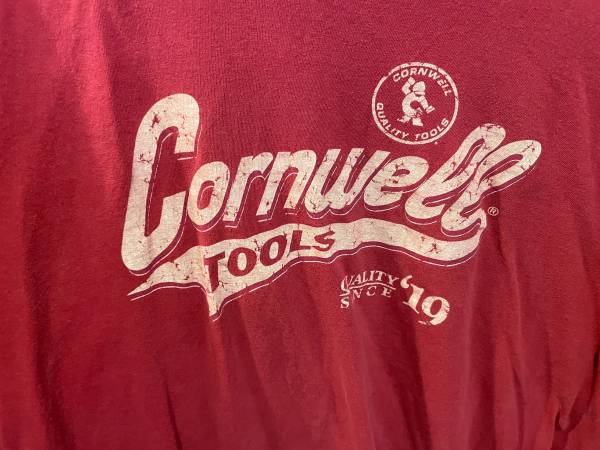 CORNWELL
QUALITY TOOLS
Cornwell®
TOOLS
QUALITY
SINCE '19